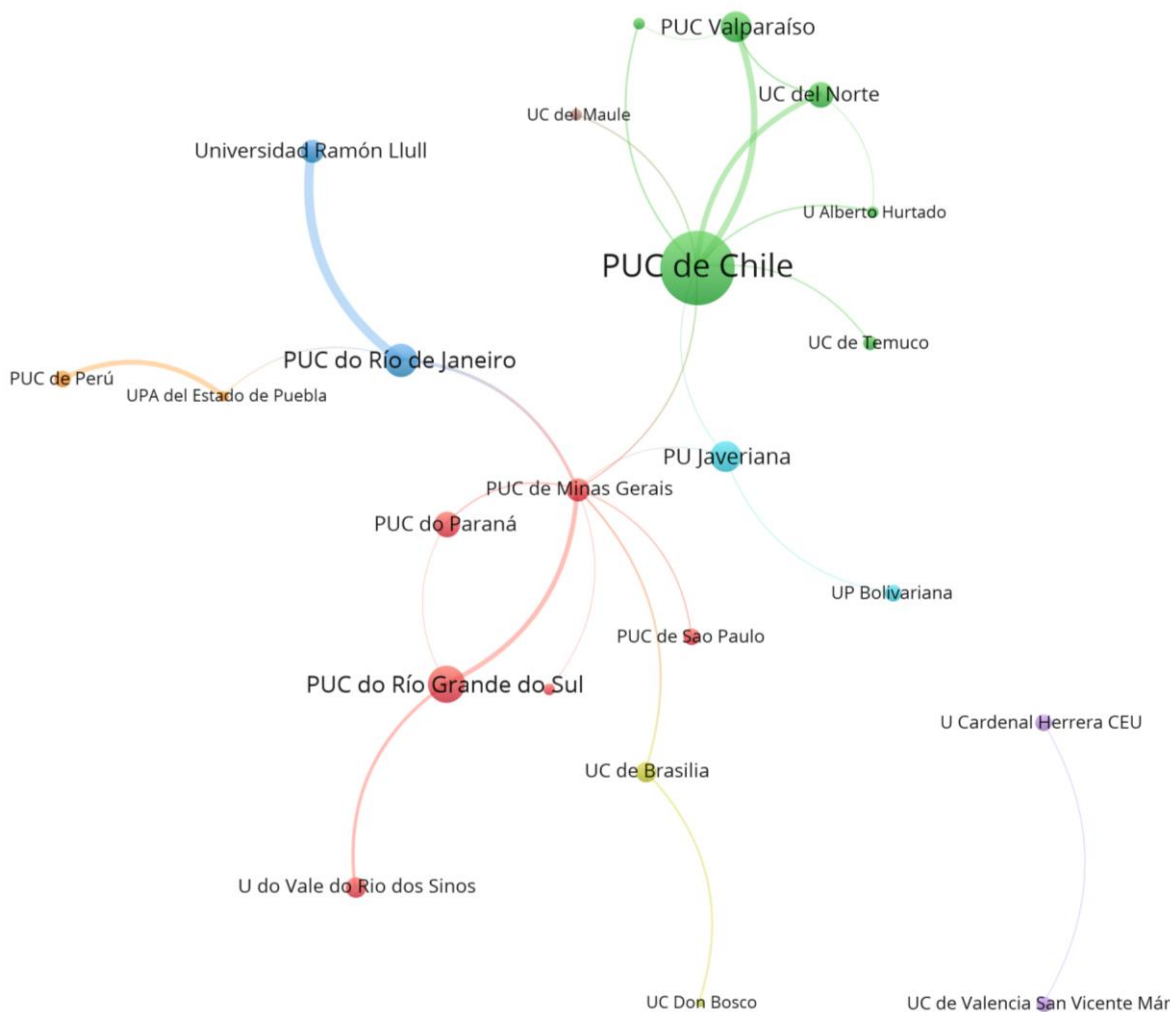 PUC Valparaíso
UC del Norte
UC del Maule
Universidad Ramón Llull
U Alberto Hurtado
PUC de Chile
UC de Temuco
PUC do Río de Janeiro
PUC de Perú
UPA del Estado de Puebla
PU Javeriana
PUC de Minas Gerais
PUC do Paraná
UP Bolivariana
PUC de Sao Paulo
PUC do Río Grande do Sul
U Cardenal Herrera CEU
UC de Brasilia
U do Vale do Rio dos Sinos
UC Don Bosco
UC de Valencia San Vicente Már